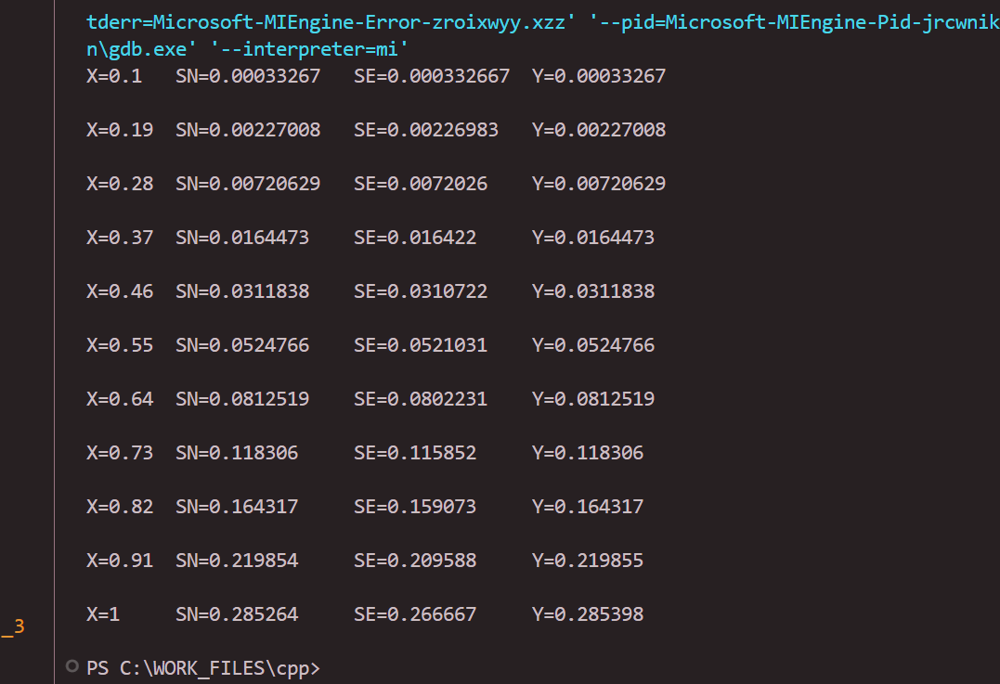 tderr=Microsoft-MIEngine-Error-zroixwyy.xzz' '--pid=Microsoft-MIEngine-Pid-jrcwnik
n\gdb.exe' '--interpreter=mi'
X=0.1 SN=0.00033267 SE=0.000332667 Y=0.00033267
X=0.19 SN=0.00227008 SE=0.00226983 Y=0.00227008
X=0.28 SN=0.00720629 SE=0.0072026 Y=0.00720629
X=0.37 SN=0.0164473 SE=0.016422 Y=0.0164473
X=0.46 SN=0.0311838 SE=0.0310722 Y=0.0311838
X=0.55 SN=0.0524766 SE=0.0521031 Y=0.0524766
X=0.64 SN=0.0812519 SE=0.0802231 Y=0.0812519
X=0.73 SN=0.118306 SE=0.115852 Y=0.118306
X=0.82 SN=0.164317 SE=0.159073 Y=0.164317
X=0.91 SN=0.219854 SE=0.209588 Y=0.219855
X=1 SN=0.285264 SE=0.266667 Y=0.285398
_3
PS C:\WORK_FILES\cpp>